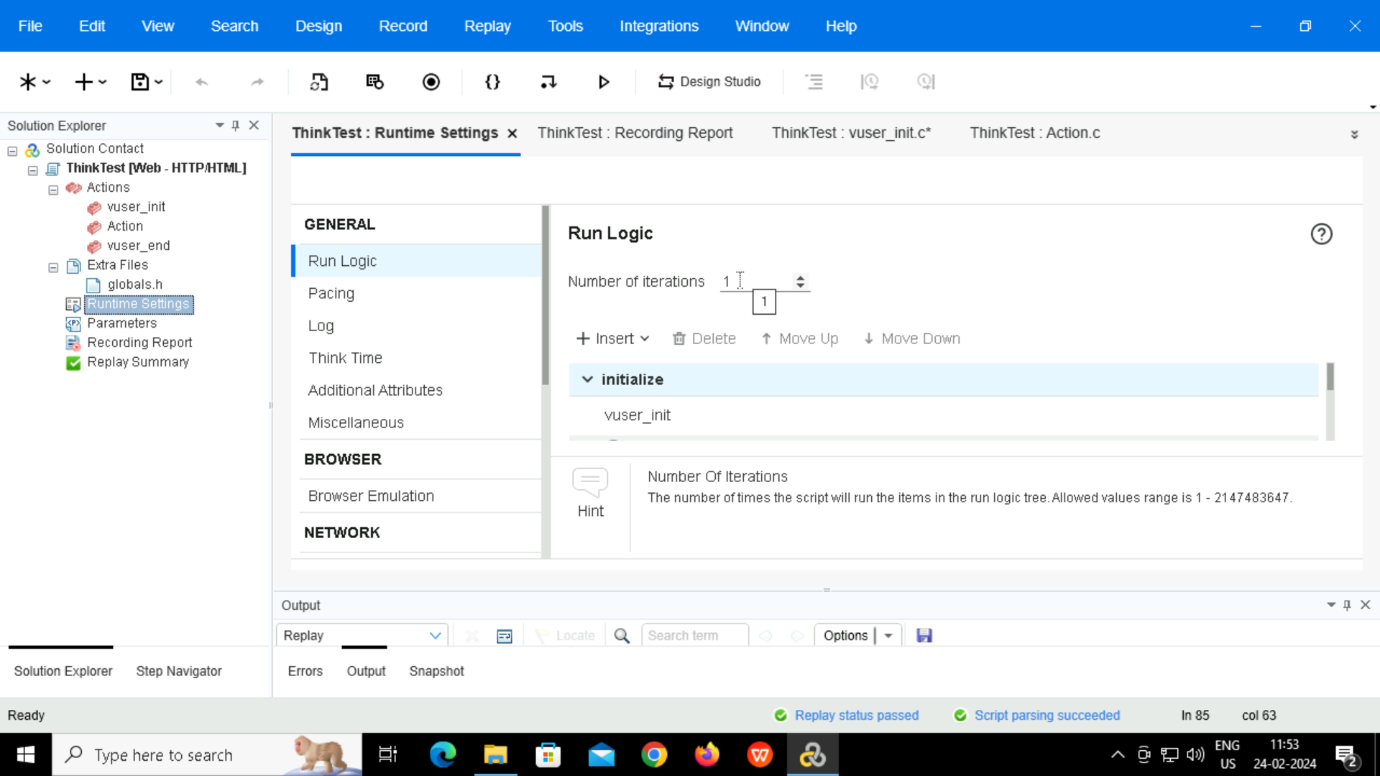 File Edit View Search Design Record Replay Tools Integrations Window Help
Design Studio
Solution Explorer
Solution Contact
ThinkTest [Web - HTTP/HTML]
Actions
vuser_init
Action
vuser_end
Extra Files
globals.h
Runtime Settings
Parameters
Recording Report
Replay Summary
Solution Explorer Step Navigator
ThinkTest : Runtime Settings ThinkTest : Recording Report ThinkTest : vuser_init.c* ThinkTest : Action.c
GENERAL
Run Logic
Pacing
Log
Think Time
Additional Attributes
Miscellaneous
BROWSER
Browser Emulation
NETWORK
Run Logic
Number of iterations 1
1
Insert Delete Move Up Move Down
initialize
vuser_init
Hint
Number Of Iterations
The number of times the script will run the items in the run logic tree. Allowed values range is 1 - 2147483647.
Output
Replay Locate Search term Options
Errors Output Snapshot
Ready Replay status passed Script parsing succeeded ln 85 col 63
Type here to search
ENG
US
11:53
24-02-2024
2